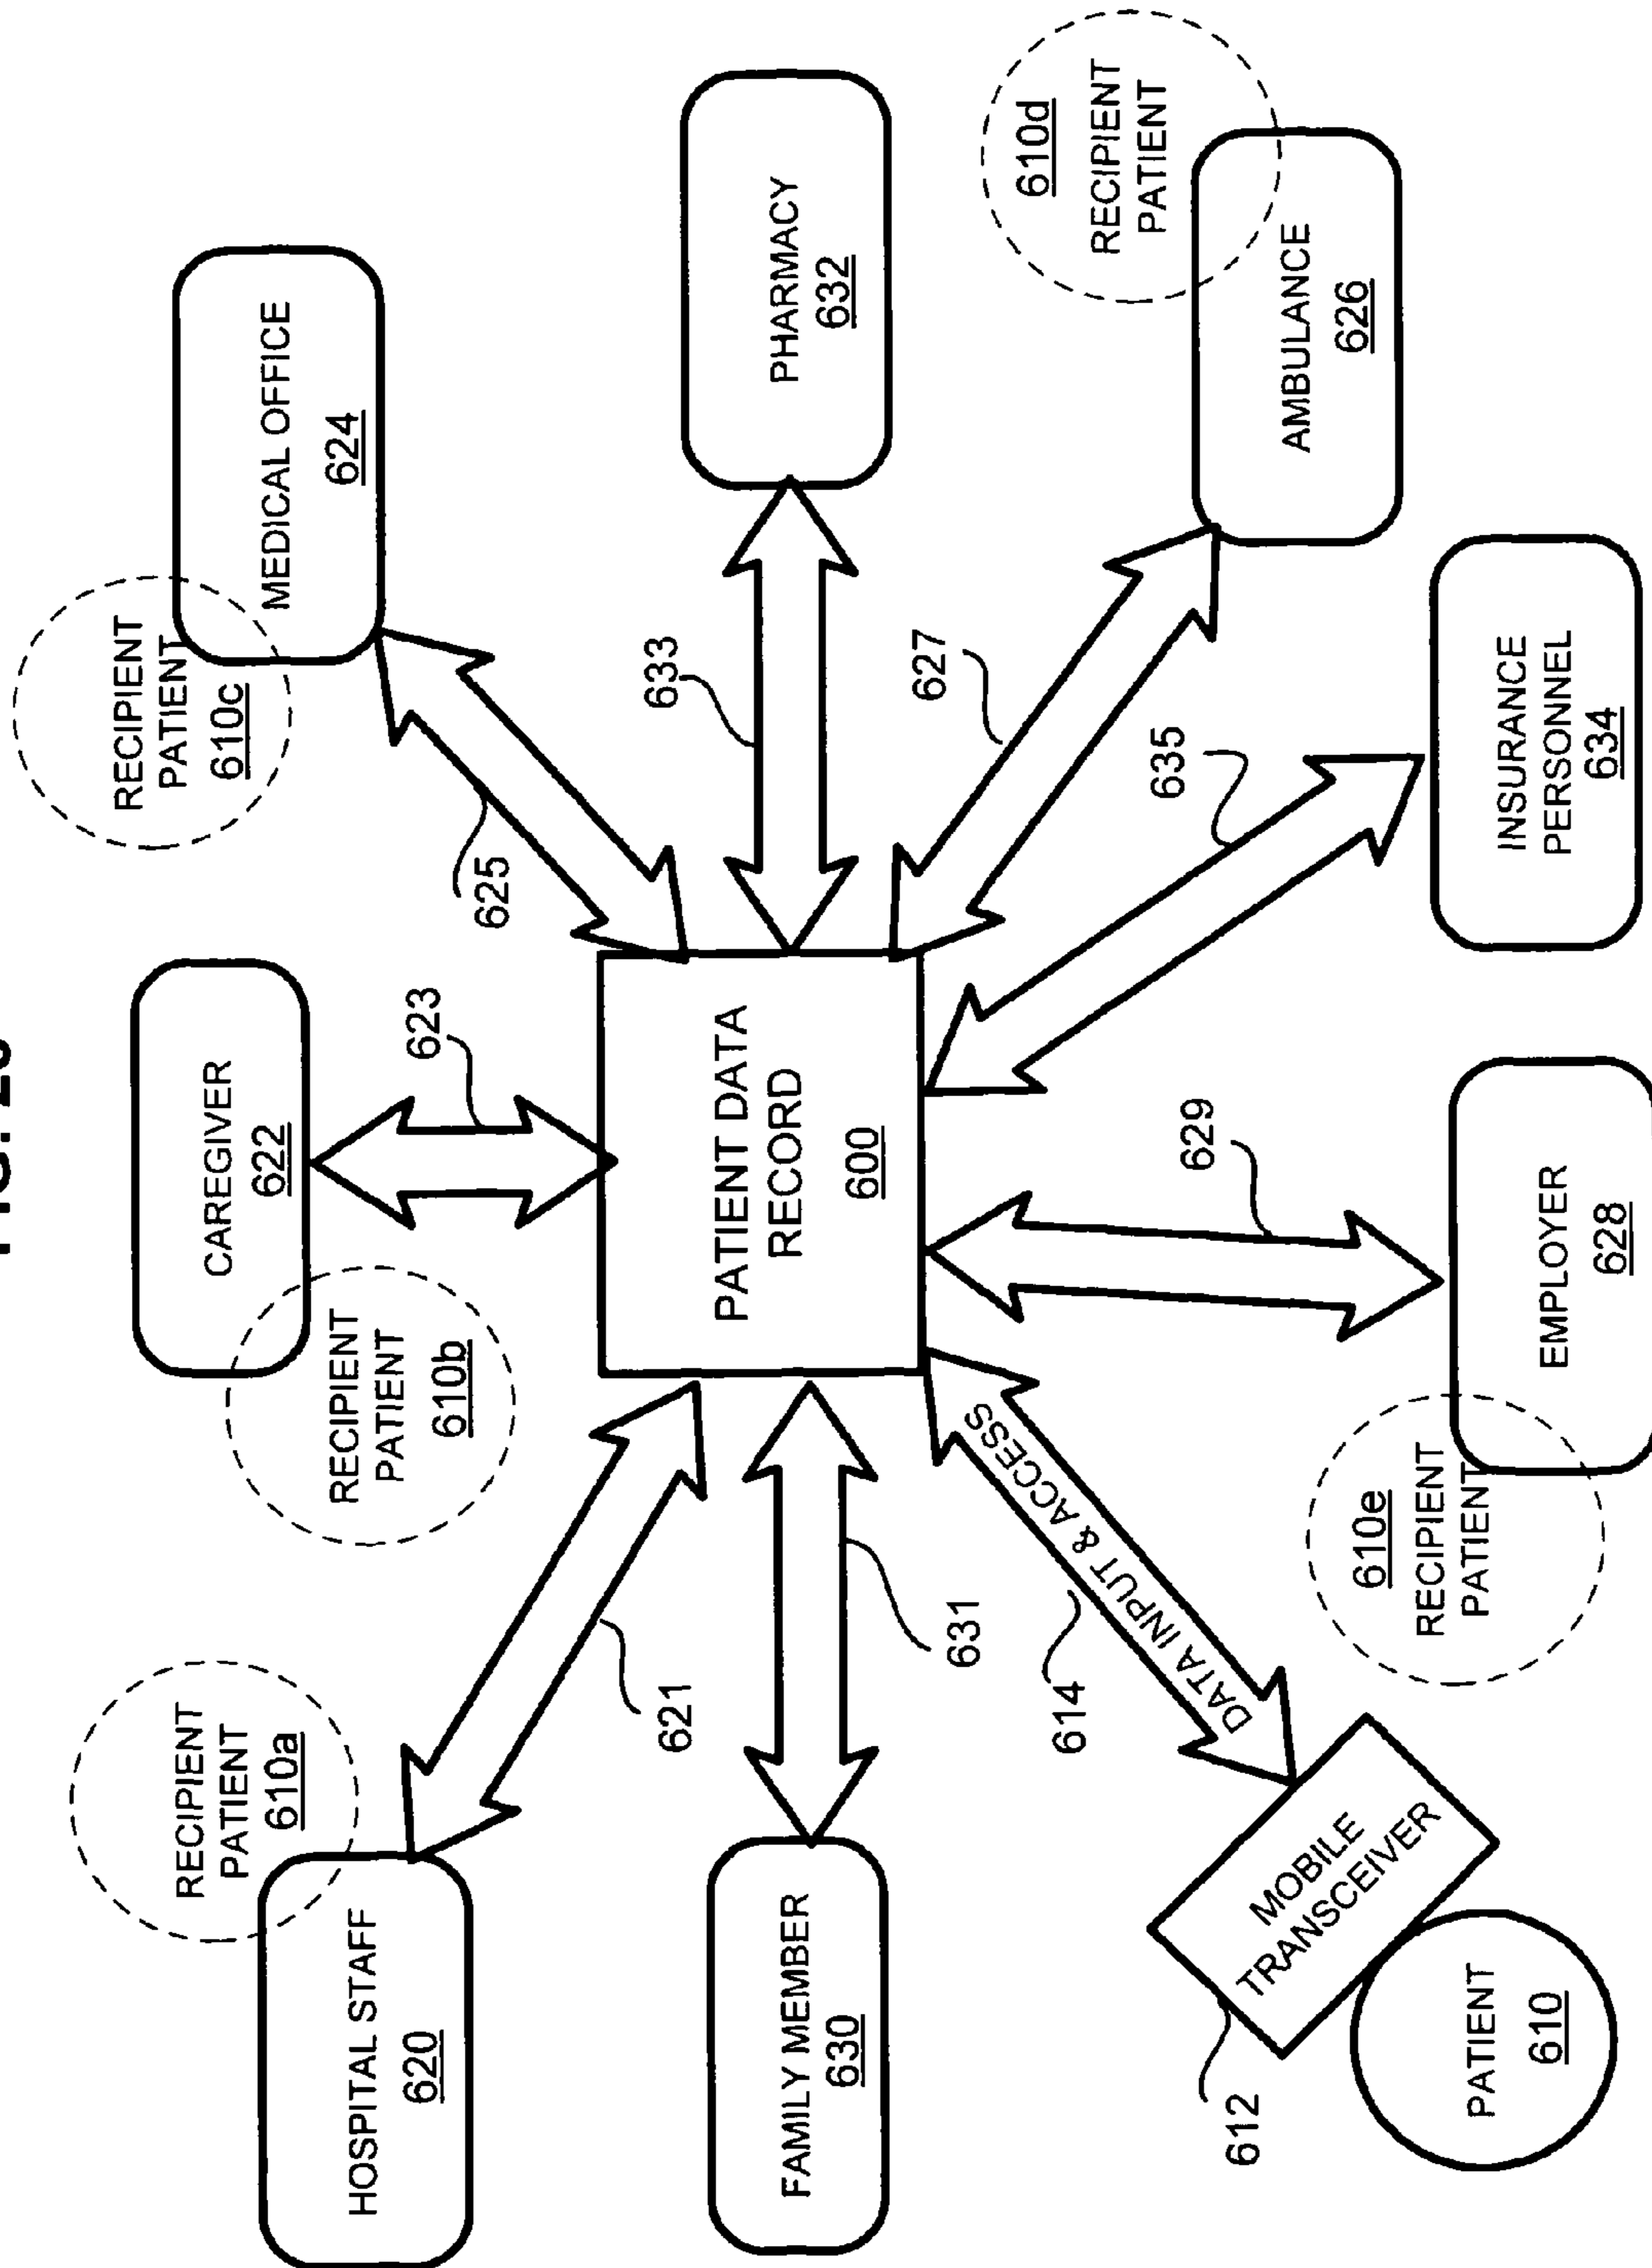 FIG.
RECIPIENT
PATIENT
610c
RECIPIENT
PATIENT
610a
CAREGIVER
622
MEDICAL OFFICE
624
RECIPIENT
PATIENT
610b
HOSPITAL STAFF
620
623
625
621
633
FAMILY MEMBER
630
PATIENT DATA
RECORD
600
PHARMACY
632
631
627
614
DATA INPUT & ACCESS
610d
RECIPIENT
PATIENT
635
629
612
MOBILE
TRANSCEIVER
AMBULANCE
626
610e
RECIPIENT
PATIENT
PATIENT
610
EMPLOYER
628
INSURANCE
PERSONNEL
634